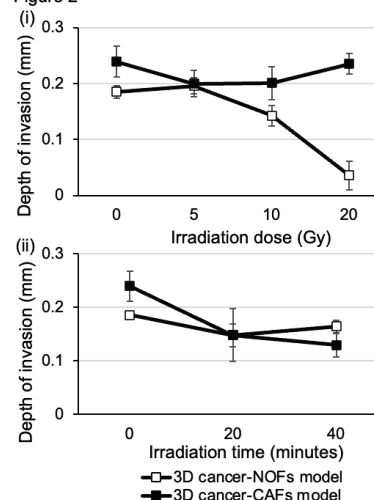 Figure 2
(i)
Depth of invasion (mm)
0.3
0.2
0.1
0
0 5 10 20
Irradiation dose (Gy)
(ii)
Depth of invasion (mm)
0.3
0.2
0.1
0
0 20 40
Irradiation time (minutes)
3D cancer-NOFs model
3D cancer-CAFs model